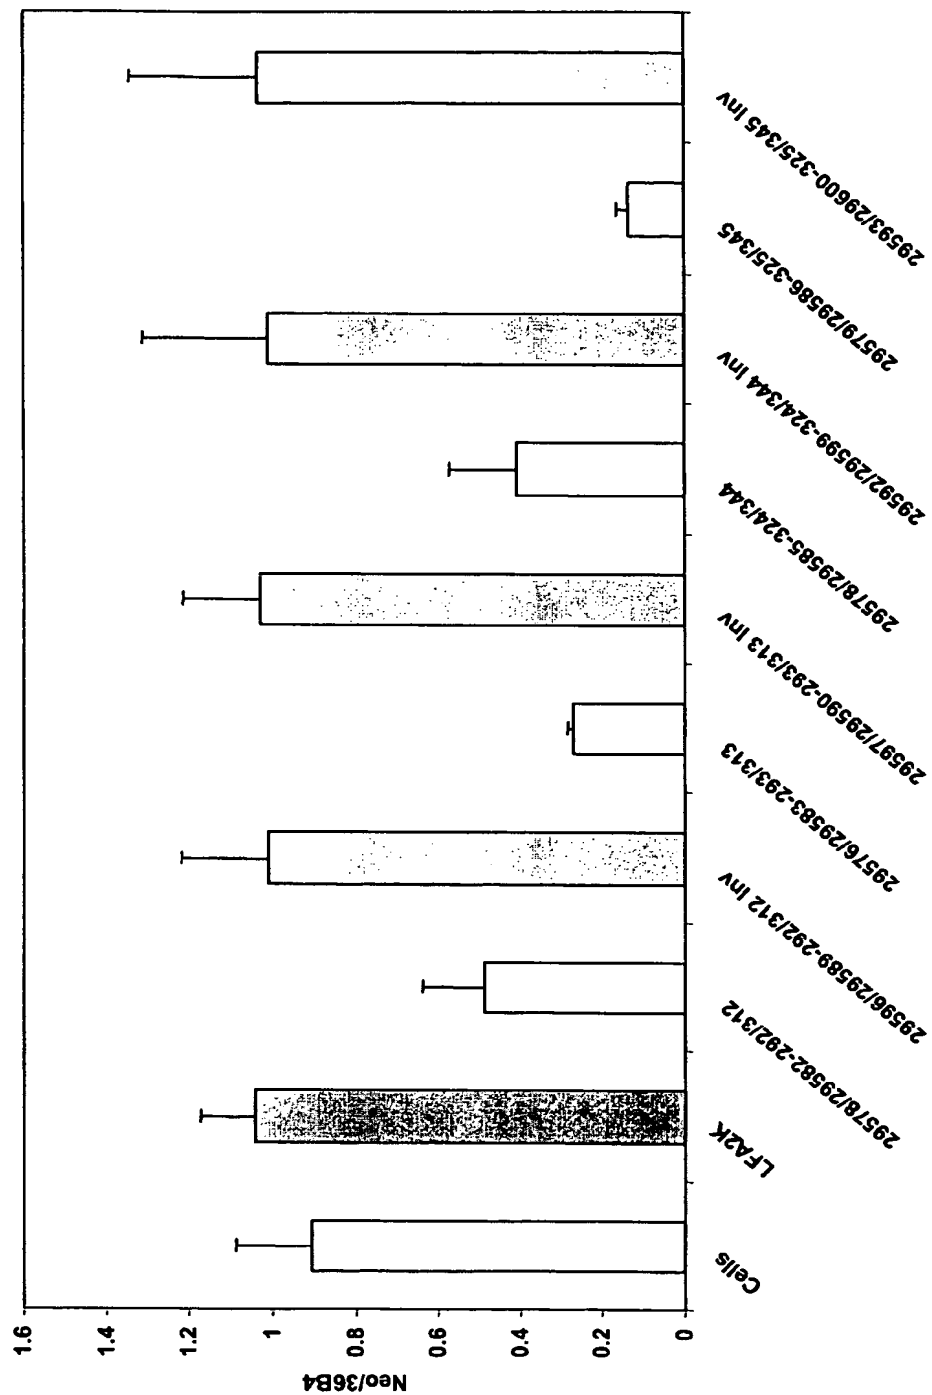 Neo/36B4
1.6
1.4
1.2
1
0.8
0.6
0.4
0.2
0
Cells
LFA2K
29578/29582-292/312
29596/29589-292/312 Inv
29576/29583-293/313
29597/29590-293/313 Inv
29578/29585-324/344
29592/29599-324/344 Inv
29579/29586-325/345
29593/29600-325/345 Inv